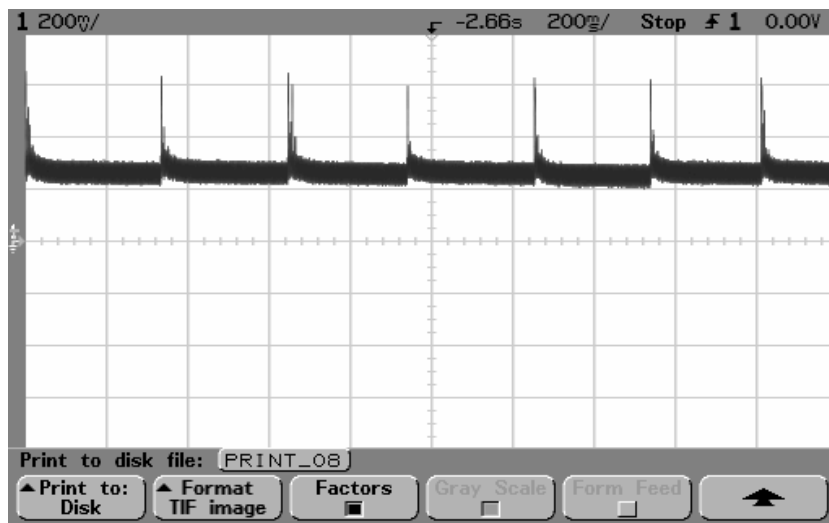 1 200mV/ -2.66s 200ms/ Stop 1 0.00V
Print to disk file: PRINT_08
Print to: Disk
Format TIF image
Factors
Gray Scale
Form Feed